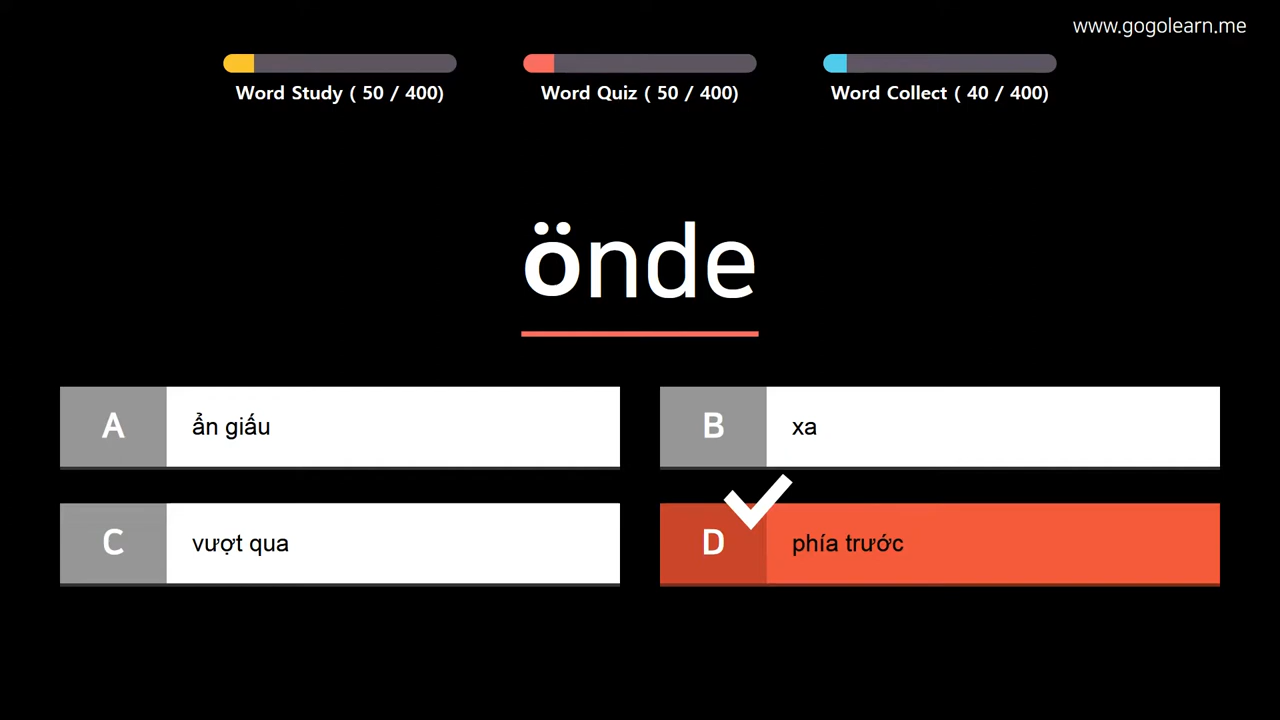 www.gogolearn.me
Word Study ( 50 / 400)
Word Quiz ( 50 / 400)
Word Collect ( 40 / 400)
önde
A ẩn giấu
B xa
C vượt qua
D phía trước